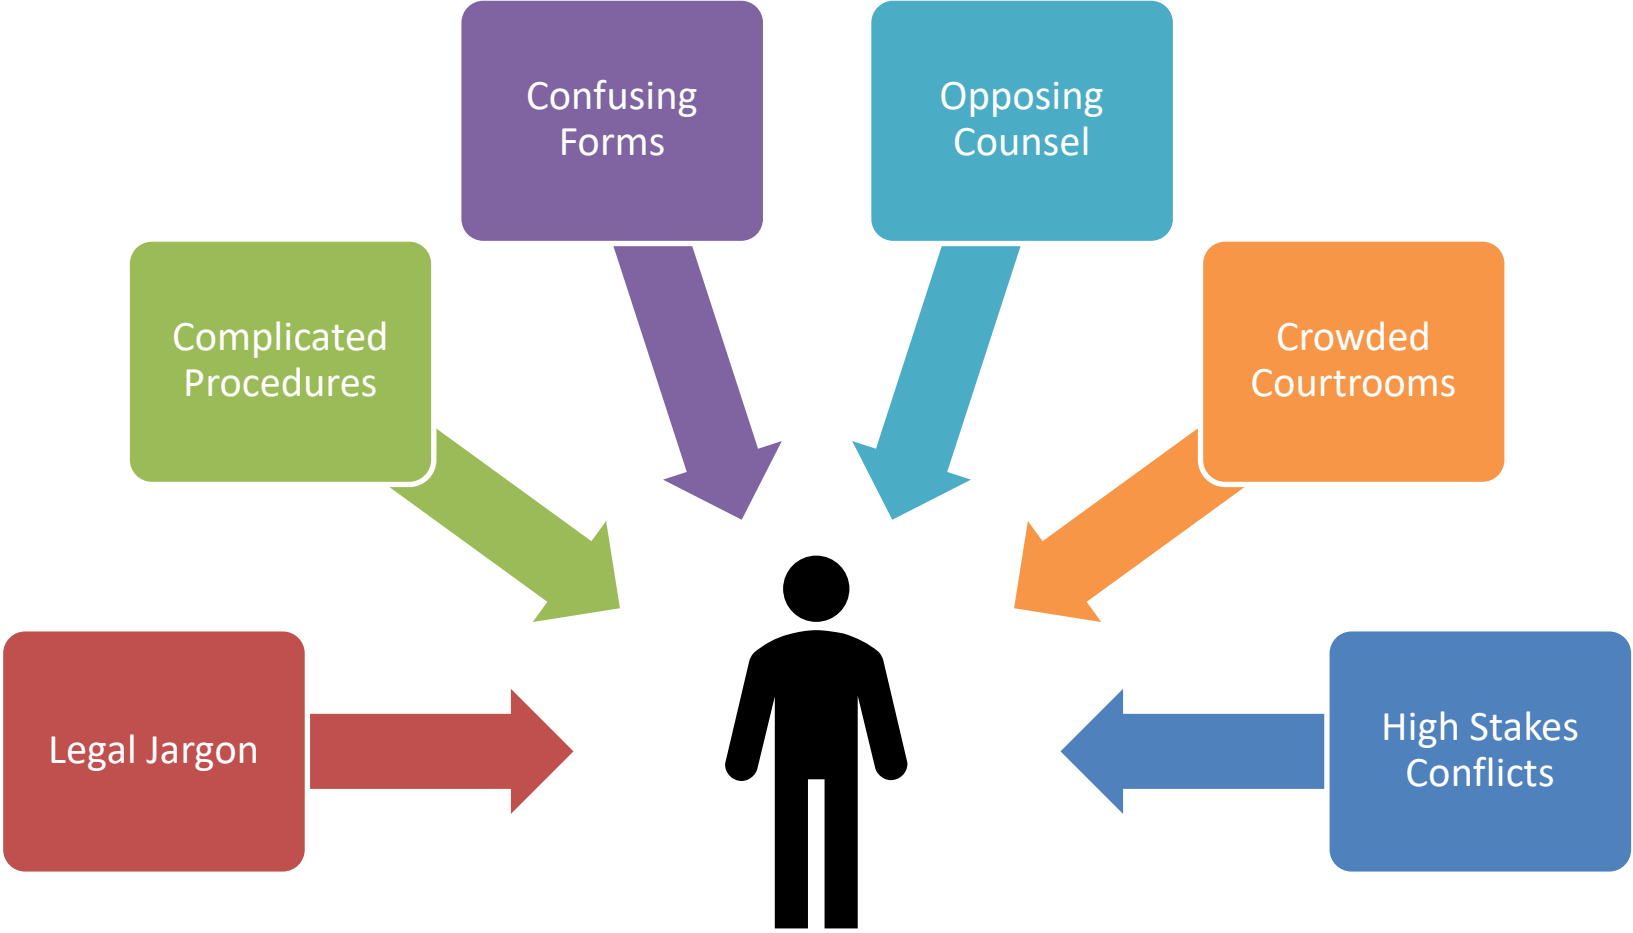 Confusing
Forms
Opposing
Counsel
Complicated
Procedures
Crowded
Courtrooms
Legal Jargon
High Stakes
Conflicts